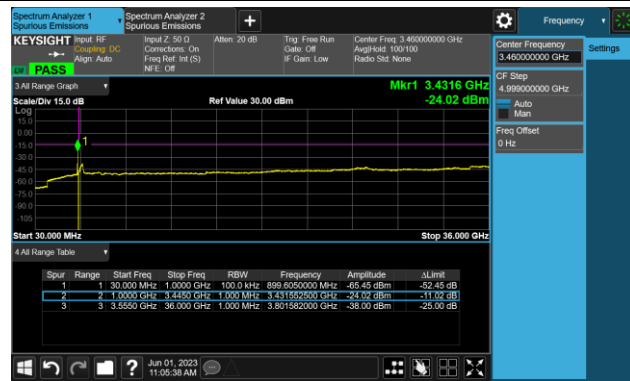 Spectrum Analyzer 1
Spurious Emissions
Spectrum Analyzer 2
Spurious Emissions
Frequency
KEYSIGHT
Input: RF
Coupling: DC
Align: Auto
Input Z: 50 Ω
Corrections: On
Freq Ref: Int (S)
NFE: Off
Atten: 20 dB
Trig: Free Run
Gate: Off
IF Gain: Low
Center Freq: 3.460000000 GHz
Avg|Hold: 100/100
Radio Std: None
PASS
Center Frequency
3.460000000 GHz
Settings
CF Step
4.999000000 GHz
Auto
Man
Freq Offset
0 Hz
3 All Range Graph
Mkr1 3.4316 GHz
Scale/Div 15.0 dB
Ref Value 30.00 dBm
-24.02 dBm
Log
15.0
0.00
-15.0
-30.0
-45.0
-60.0
-75.0
-90.0
-105
1
Start 30.000 MHz
Stop 36.000 GHz
4 All Range Table
Spur Range Start Freq Stop Freq RBW Frequency Amplitude ΔLimit
1 1 30.000 MHz 1.0000 GHz 100.0 kHz 899.6050000 MHz -65.45 dBm -52.45 dB
2 2 1.0000 GHz 3.4450 GHz 1.000 MHz 3.431552500 MHz -24.02 dBm -11.02 dB
3 3 3.5550 GHz 36.000 GHz 1.000 MHz 3.801582000 MHz -38.00 dBm -25.00 dB
Jun 01, 2023
11:05:38 AM